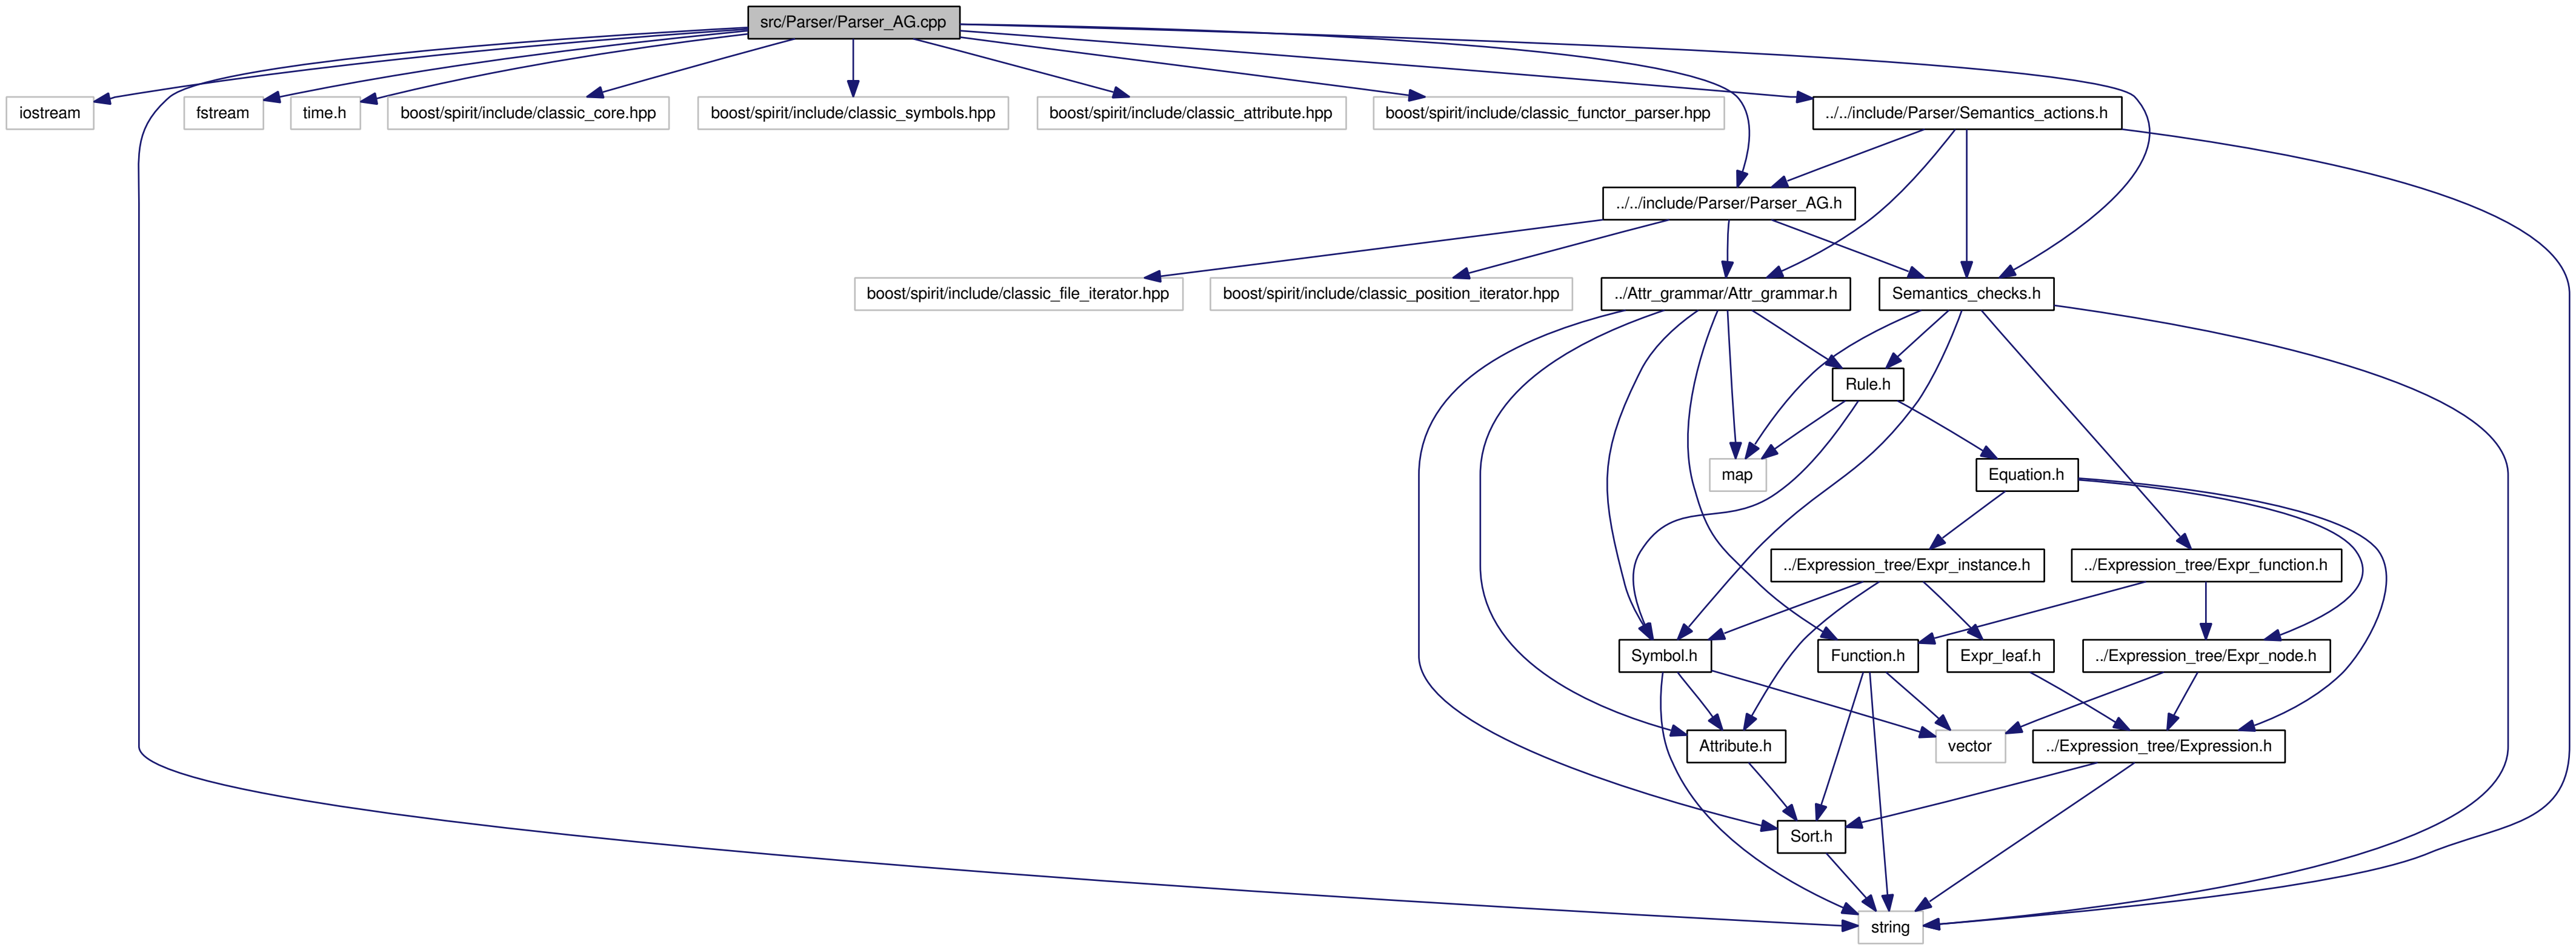 src/Parser/Parser_AG.cpp
iostream
fstream
time.h
boost/spirit/include/classic_core.hpp
boost/spirit/include/classic_symbols.hpp
boost/spirit/include/classic_attribute.hpp
boost/spirit/include/classic_functor_parser.hpp
../../include/Parser/Semantics_actions.h
../../include/Parser/Parser_AG.h
boost/spirit/include/classic_file_iterator.hpp
boost/spirit/include/classic_position_iterator.hpp
../Attr_grammar/Attr_grammar.h
Semantics_checks.h
Rule.h
map
Equation.h
../Expression_tree/Expr_instance.h
../Expression_tree/Expr_function.h
Symbol.h
Function.h
Expr_leaf.h
../Expression_tree/Expr_node.h
Attribute.h
vector
../Expression_tree/Expression.h
Sort.h
string